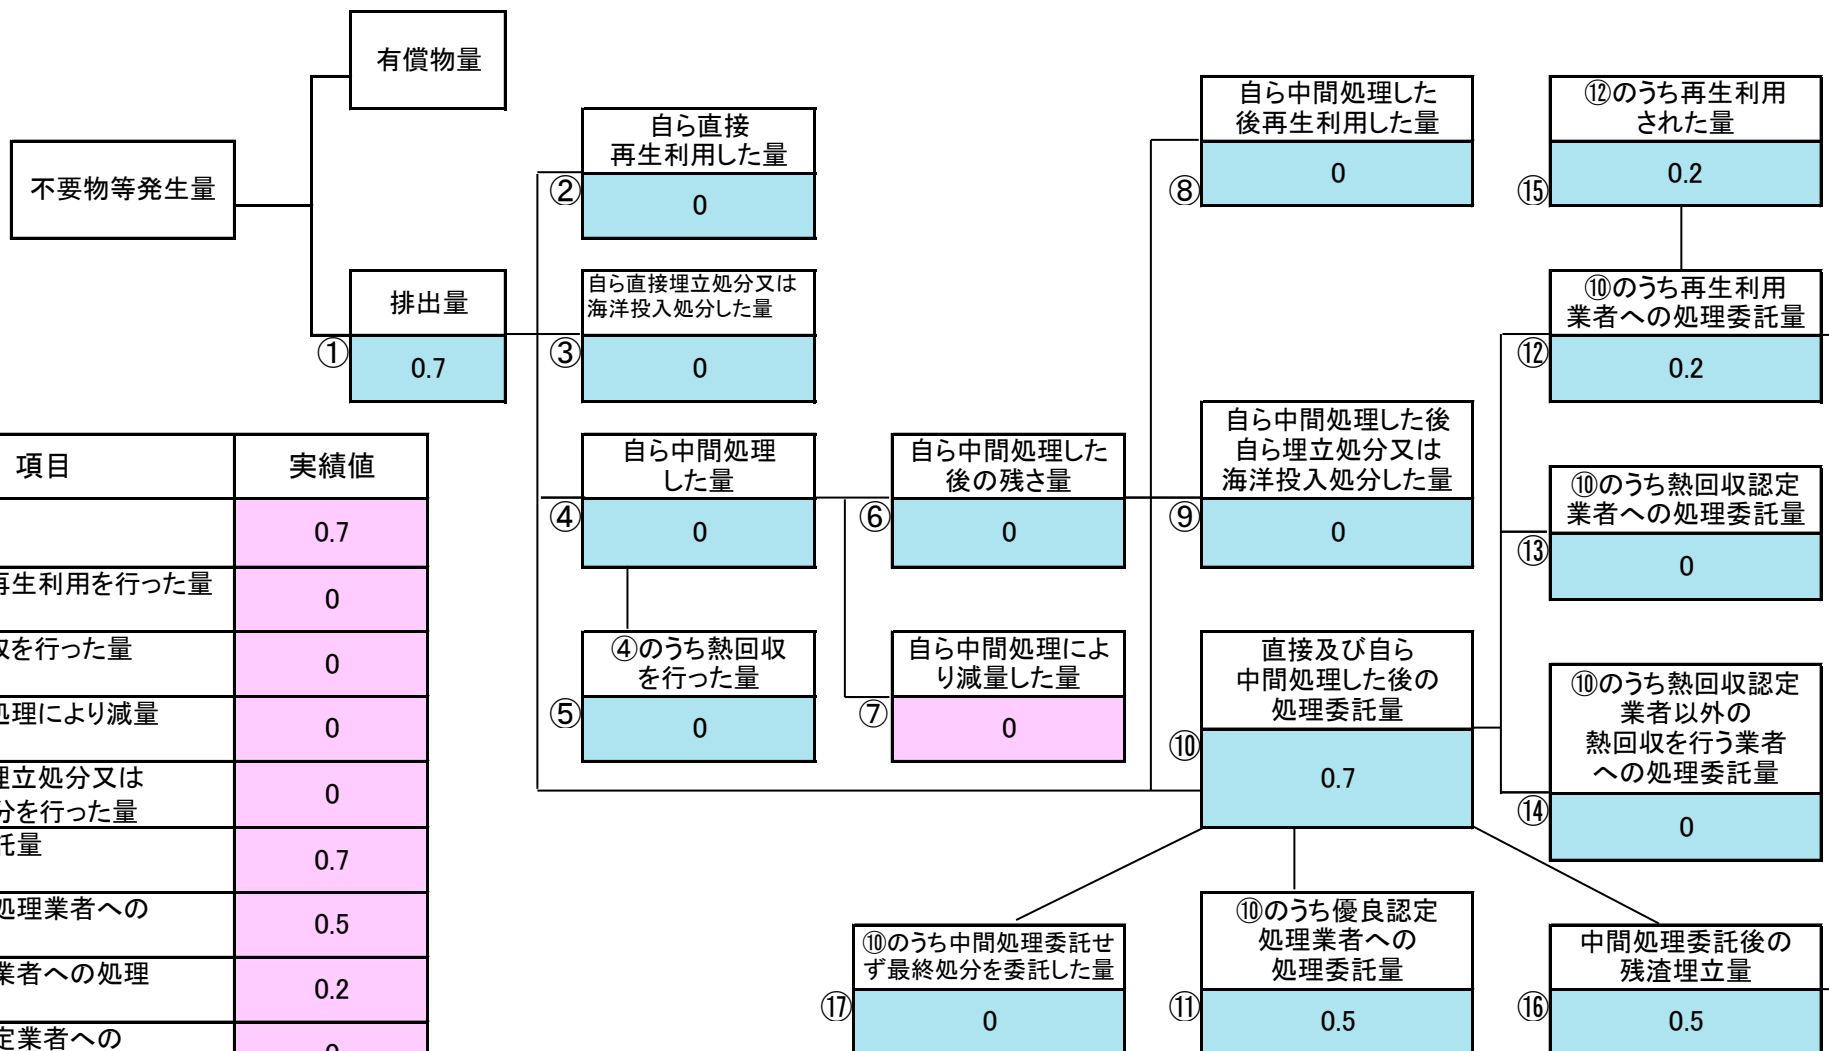 有償物量
不要物等発生量
排出量
①
0.7
自ら直接
再生利用した量
②
0
自ら直接埋立処分又は
海洋投入処分した量
③
0
自ら中間処理
した量
④
0
④のうち熱回収
を行った量
⑤
0
自ら中間処理した
後の残さ量
⑥
0
自ら中間処理によ
り減量した量
⑦
0
自ら中間処理した
後再生利用した量
⑧
0
自ら中間処理した後
自ら埋立処分又は
海洋投入処分した量
⑨
0
直接及び自ら
中間処理した後の
処理委託量
⑩
0.7
⑫のうち再生利用
された量
⑮
0.2
⑩のうち再生利用
業者への処理委託量
⑫
0.2
⑩のうち熱回収認定
業者への処理委託量
⑬
0
⑩のうち熱回収認定
業者以外の
熱回収を行う業者
への処理委託量
⑭
0
⑩のうち中間処理委託せ
ず最終処分を委託した量
⑰
0
⑩のうち優良認定
処理業者への
処理委託量
⑪
0.5
中間処理委託後の
残渣埋立量
⑯
0.5
項目 実績値
0.7
再生利用を行った量 0
を行った量 0
処理により減量 0
埋立処分又は
を行った量 0
託量 0.7
処理業者への 0.5
業者への処理 0.2
定業者への 0